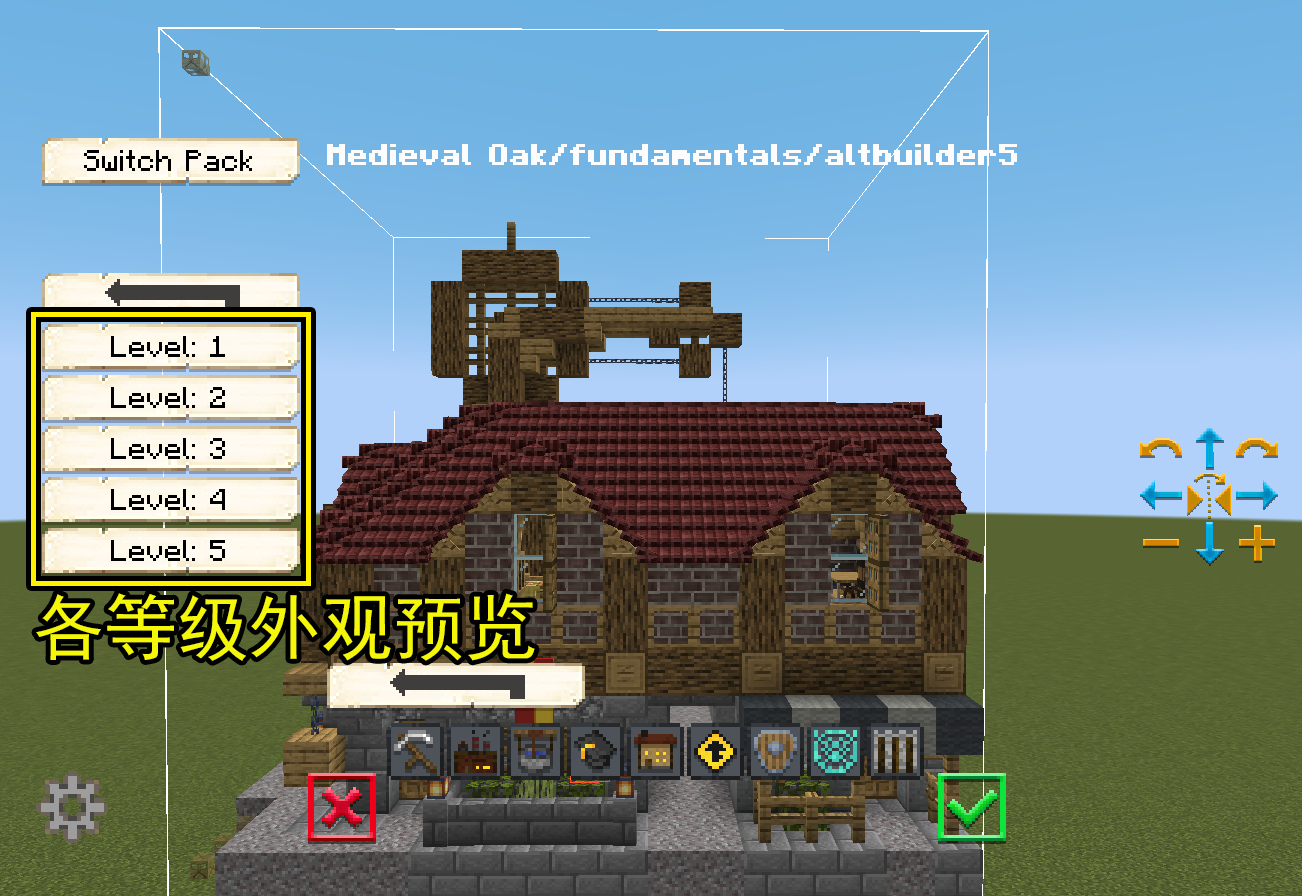 Switch Pack
Medieval Oak/fundamentals/altbuilder5
Level: 1
Level: 2
Level: 3
Level: 4
Level: 5
各等级外观预览